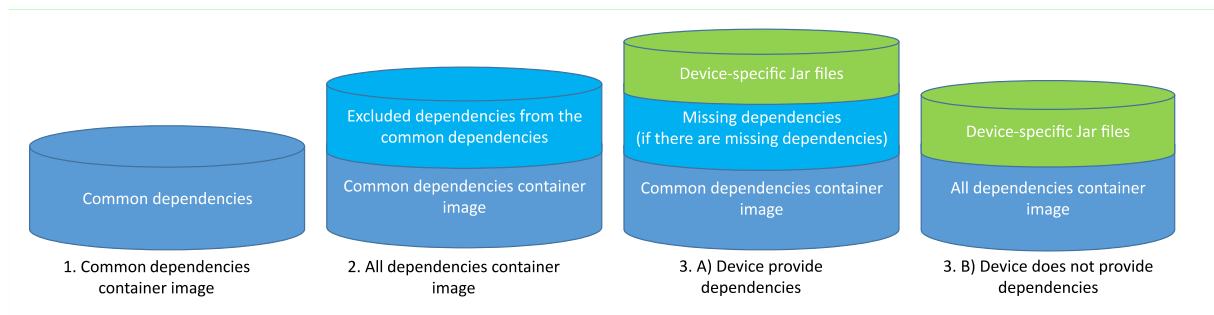 Common dependencies
1. Common dependencies
container image
Excluded dependencies from the
common dependencies
Common dependencies container
image
2. All dependencies container
image
Device-specific Jar files
Missing dependencies
(if there are missing dependencies)
Common dependencies container
image
3. A) Device provide
dependencies
Device-specific Jar files
All dependencies container
image
3. B) Device does not provide
dependencies